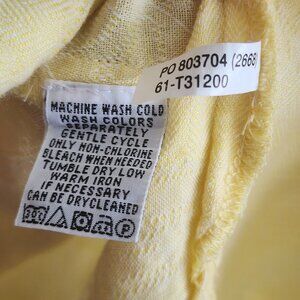 PO 803704 (2668)
61-T31200
MACHINE WASH COLD
WASH COLORS
SEPARATELY
GENTLE CYCLE
ONLY NON-CHLORINE
BLEACH WHEN NEEDED
TUMBLE DRY LOW
WARM IRON
IF NECESSARY
CAN BE DRYCLEANED